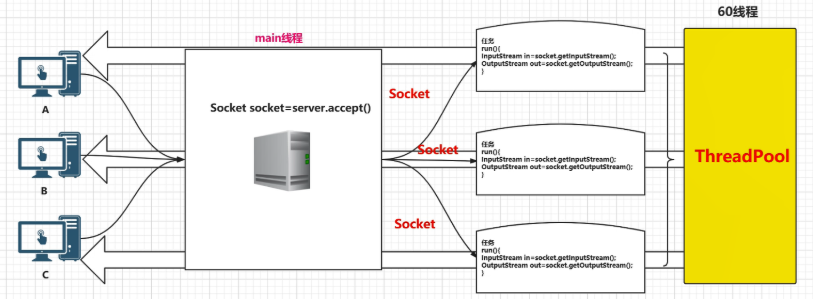 60线程
main线程
A
B
C
Socket socket=server.accept()
Socket
Socket
Socket
任务
run(){
InputStream in=socket.getInputStream();
OutputStream out=socket.getOutputStream();
}
任务
run(){
InputStream in=socket.getInputStream();
OutputStream out=socket.getOutputStream();
}
任务
run(){
InputStream in=socket.getInputStream();
OutputStream out=socket.getOutputStream();
}
ThreadPool